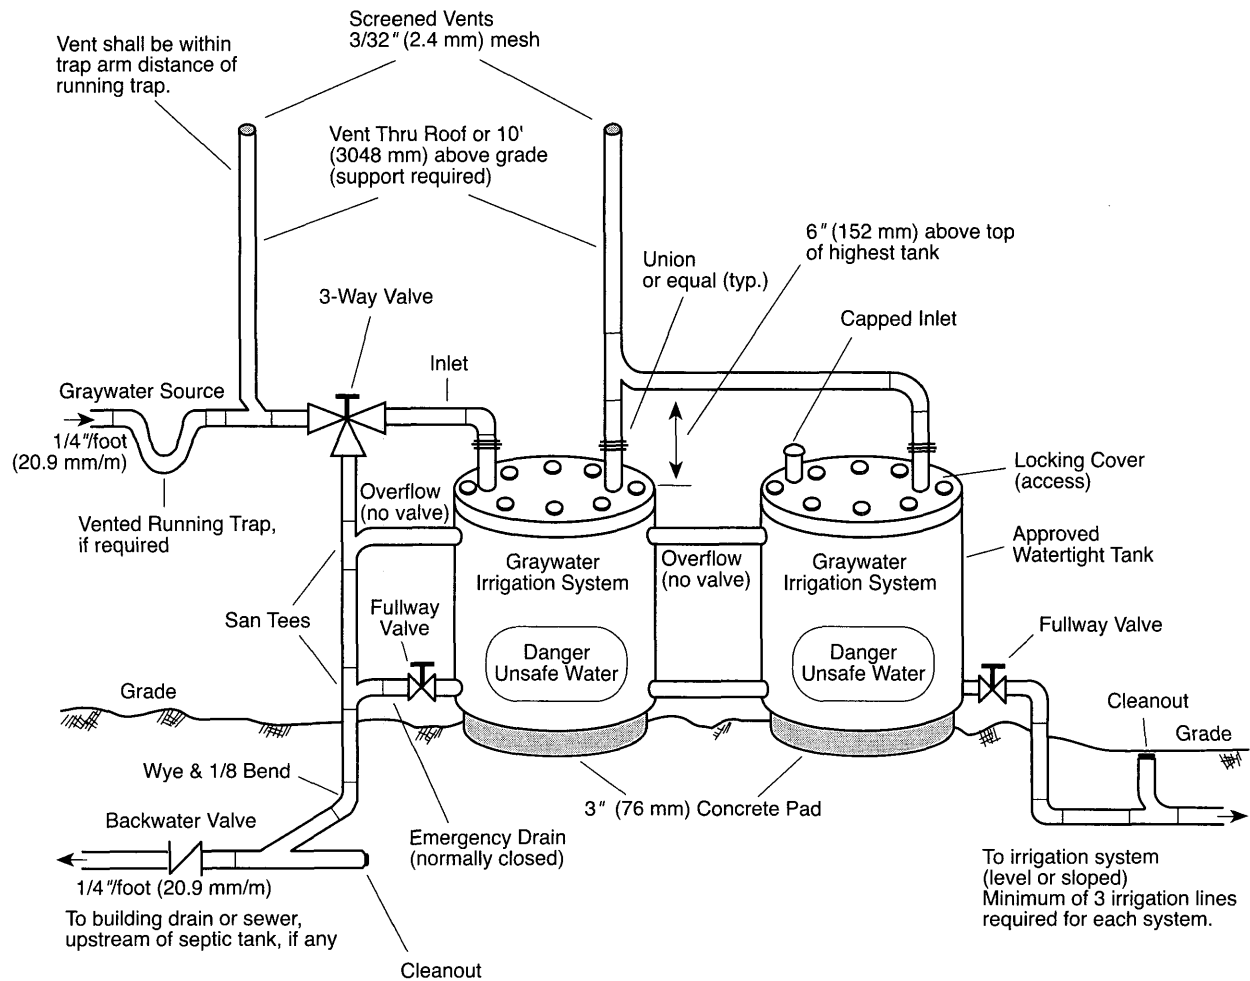 Screened Vents
3/32" (2.4 mm) mesh
Vent shall be within
trap arm distance of
running trap.
Vent Thru Roof or 10'
(3048 mm) above grade
(support required)
6" (152 mm) above top
of highest tank
Union
or equal (typ.)
3-Way Valve
Capped Inlet
Inlet
Graywater Source
1/4"/foot
(20.9 mm/m)
Locking Cover
(access)
Overflow
(no valve)
Vented Running Trap,
if required
Approved
Watertight Tank
Graywater
Irrigation System
Overflow
(no valve)
Graywater
Irrigation System
San Tees
Fullway
Valve
Fullway Valve
Danger
Unsafe Water
Danger
Unsafe Water
Grade
Cleanout
Grade
Wye & 1/8 Bend
3" (76 mm) Concrete Pad
Backwater Valve
Emergency Drain
(normally closed)
1/4"/foot (20.9 mm/m)
To building drain or sewer,
upstream of septic tank, if any
To irrigation system
(level or sloped)
Minimum of 3 irrigation lines
required for each system.
Cleanout